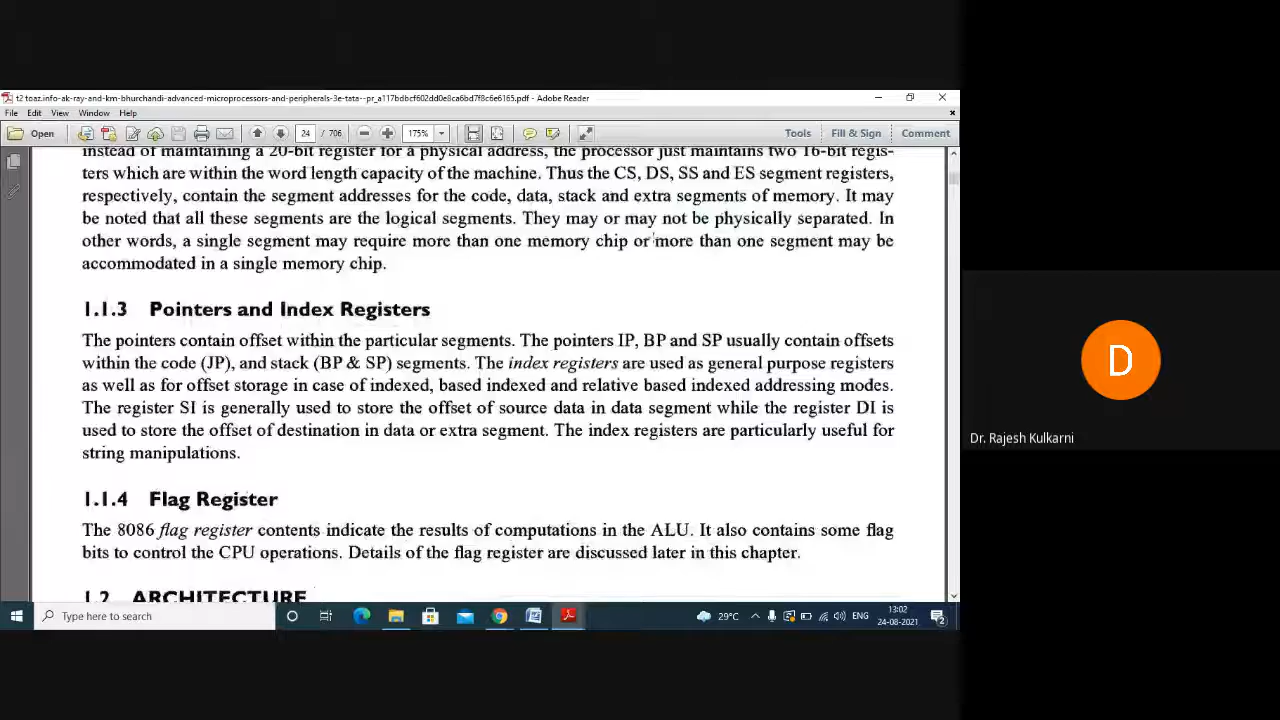 t2 toaz.info-ak-ray-and-km-bhurchandi-advanced-microprocessors-and-peripherals-3e-tata--pr_a117bdbcf602dd0e8ca6bd7f8c6e6165.pdf - Adobe Reader
File Edit View Window Help
Open 24 / 706 175% Tools Fill & Sign Comment
instead of maintaining a 20-bit register for a physical address, the processor just maintains two 16-bit regis-
ters which are within the word length capacity of the machine. Thus the CS, DS, SS and ES segment registers,
respectively, contain the segment addresses for the code, data, stack and extra segments of memory. It may
be noted that all these segments are the logical segments. They may or may not be physically separated. In
other words, a single segment may require more than one memory chip or more than one segment may be
accommodated in a single memory chip.
1.1.3 Pointers and Index Registers
The pointers contain offset within the particular segments. The pointers IP, BP and SP usually contain offsets
within the code (JP), and stack (BP & SP) segments. The index registers are used as general purpose registers
as well as for offset storage in case of indexed, based indexed and relative based indexed addressing modes.
The register SI is generally used to store the offset of source data in data segment while the register DI is
used to store the offset of destination in data or extra segment. The index registers are particularly useful for
string manipulations.
1.1.4 Flag Register
The 8086 flag register contents indicate the results of computations in the ALU. It also contains some flag
bits to control the CPU operations. Details of the flag register are discussed later in this chapter.
1.2 ARCHITECTURE
D
Dr. Rajesh Kulkarni
Type here to search 29°C ENG 13:02
24-08-2021 2